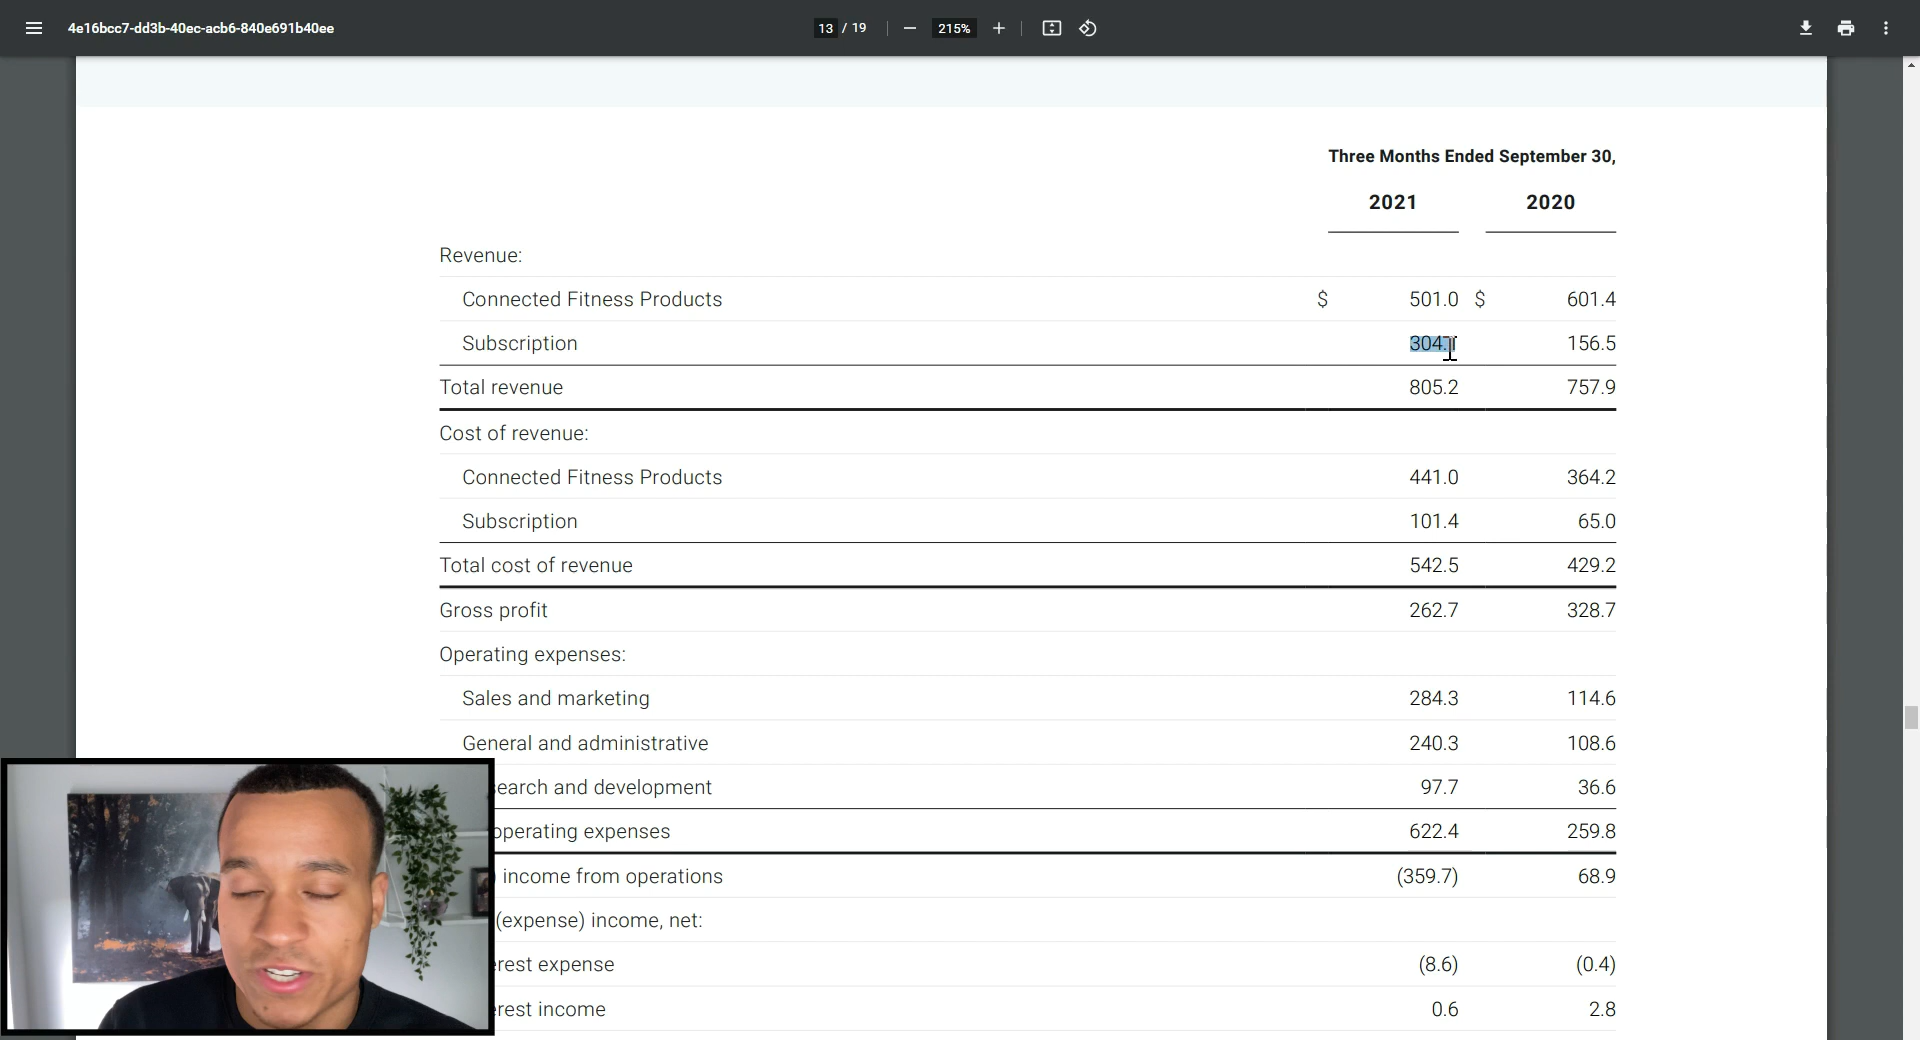 4e16bcc7-dd3b-40ec-acb6-840e691b40ee 13 / 19 215%
Three Months Ended September 30,
2021 2020
Revenue:
Connected Fitness Products $ 501.0 $ 601.4
Subscription 304.1 156.5
Total revenue 805.2 757.9
Cost of revenue:
Connected Fitness Products 441.0 364.2
Subscription 101.4 65.0
Total cost of revenue 542.5 429.2
Gross profit 262.7 328.7
Operating expenses:
Sales and marketing 284.3 114.6
General and administrative 240.3 108.6
search and development 97.7 36.6
operating expenses 622.4 259.8
) income from operations (359.7) 68.9
(expense) income, net:
erest expense (8.6) (0.4)
erest income 0.6 2.8